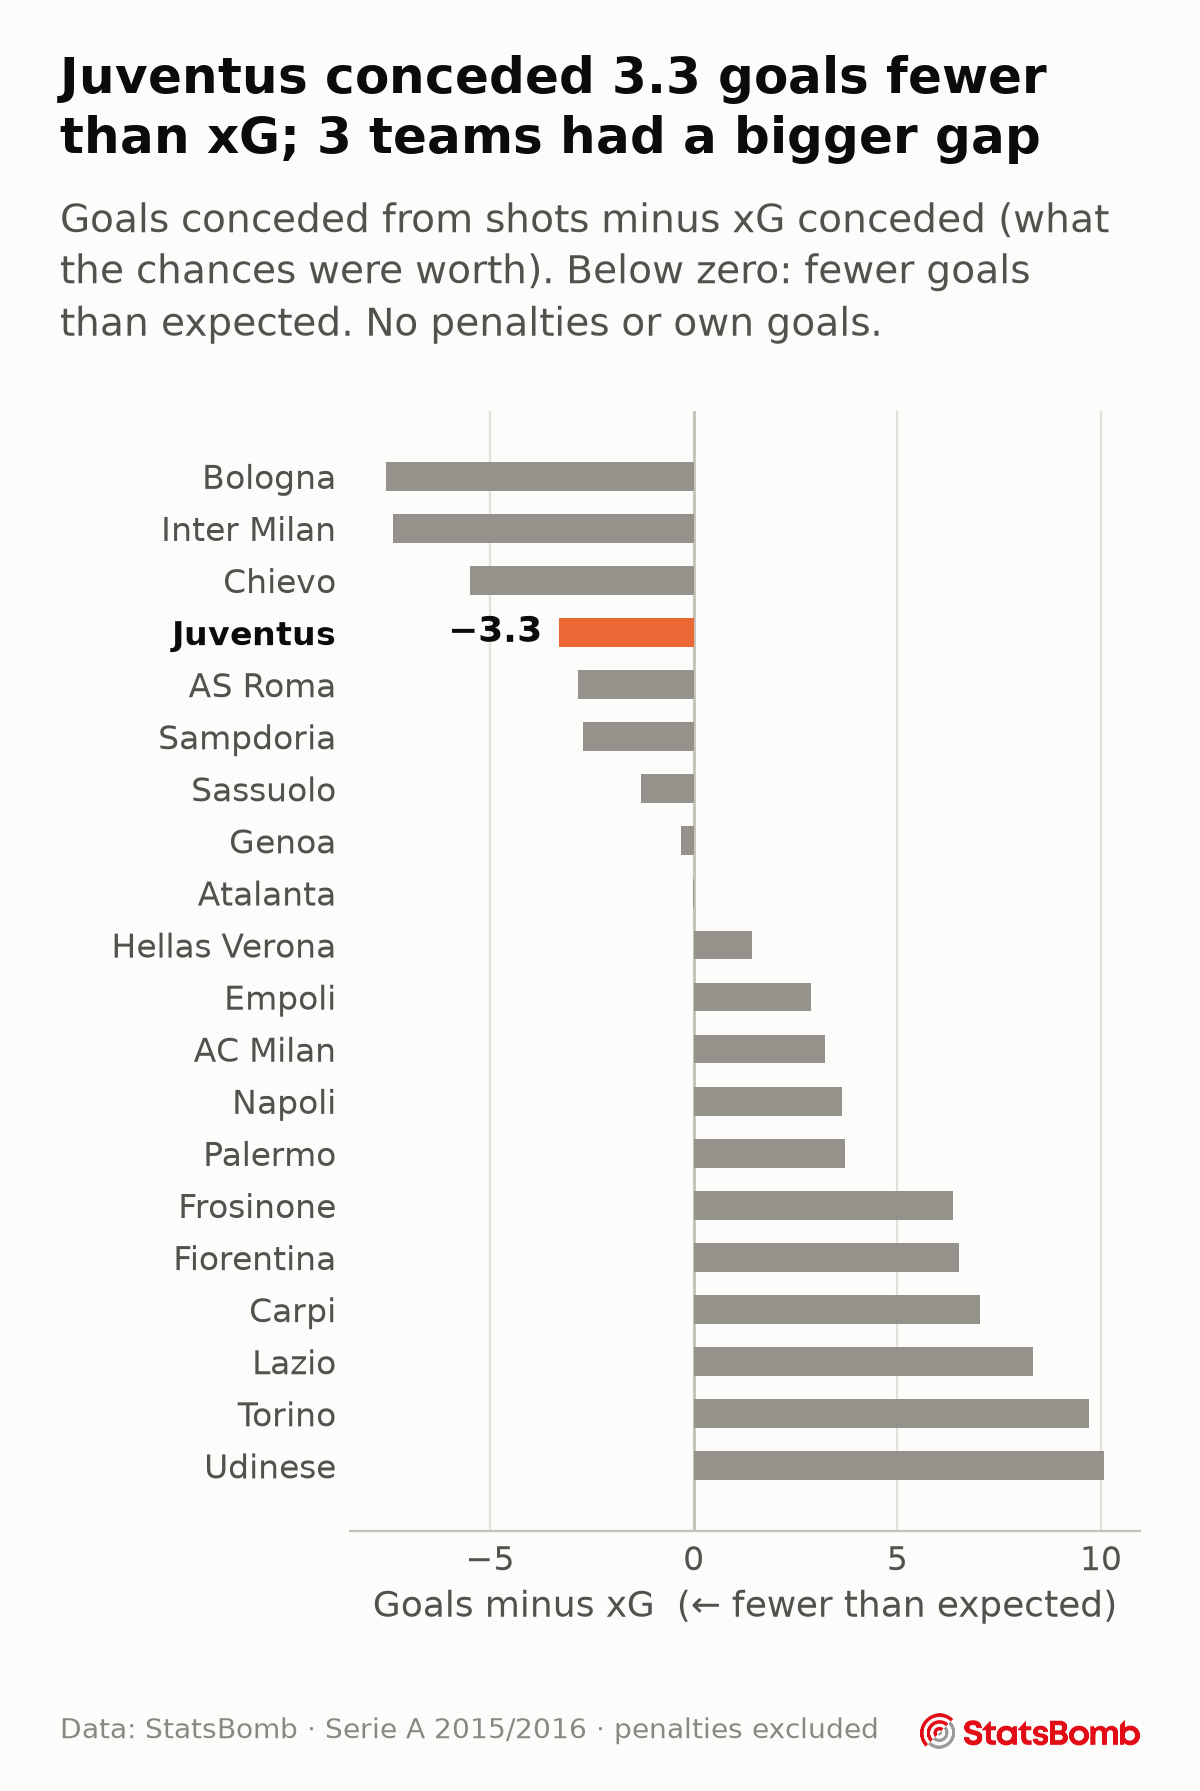 Juventus conceded 3.3 goals fewer
than xG; 3 teams had a bigger gap
Goals conceded from shots minus xG conceded (what
the chances were worth). Below zero: fewer goals
than expected. No penalties or own goals.
Bologna
Inter Milan
Chievo
Juventus −3.3
AS Roma
Sampdoria
Sassuolo
Genoa
Atalanta
Hellas Verona
Empoli
AC Milan
Napoli
Palermo
Frosinone
Fiorentina
Carpi
Lazio
Torino
Udinese
−5 0 5 10
Goals minus xG (← fewer than expected)
Data: StatsBomb · Serie A 2015/2016 · penalties excluded StatsBomb